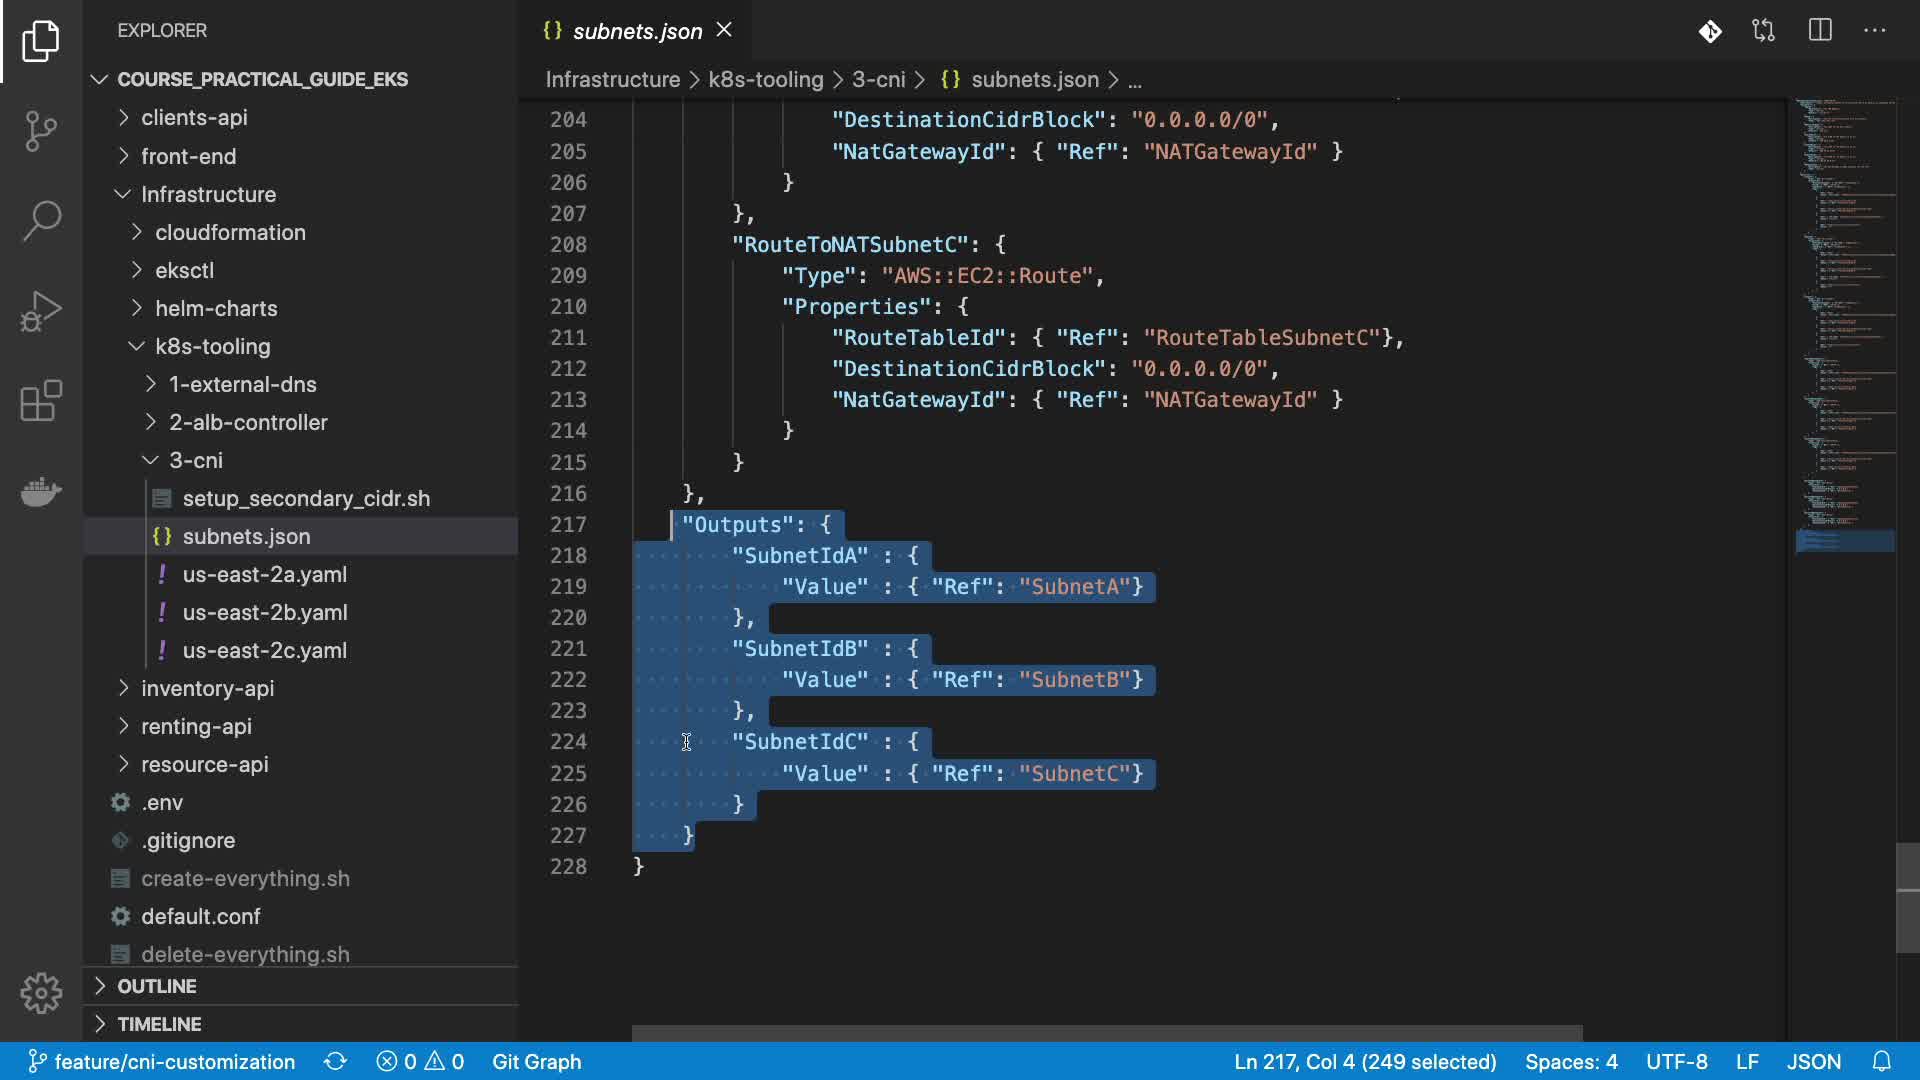 EXPLORER
COURSE_PRACTICAL_GUIDE_EKS
clients-api
front-end
Infrastructure
cloudformation
eksctl
helm-charts
k8s-tooling
1-external-dns
2-alb-controller
3-cni
setup_secondary_cidr.sh
{} subnets.json
! us-east-2a.yaml
! us-east-2b.yaml
! us-east-2c.yaml
inventory-api
renting-api
resource-api
.env
.gitignore
create-everything.sh
default.conf
delete-everything.sh
OUTLINE
TIMELINE
{} subnets.json
Infrastructure > k8s-tooling > 3-cni > {} subnets.json > ...
204 "DestinationCidrBlock": "0.0.0.0/0",
205 "NatGatewayId": { "Ref": "NATGatewayId" }
206 }
207 },
208 "RouteToNATSubnetC": {
209 "Type": "AWS::EC2::Route",
210 "Properties": {
211 "RouteTableId": { "Ref": "RouteTableSubnetC"},
212 "DestinationCidrBlock": "0.0.0.0/0",
213 "NatGatewayId": { "Ref": "NATGatewayId" }
214 }
215 }
216 },
217 "Outputs": {
218 "SubnetIdA" : {
219 "Value" : { "Ref": "SubnetA"}
220 },
221 "SubnetIdB" : {
222 "Value" : { "Ref": "SubnetB"}
223 },
224 "SubnetIdC" : {
225 "Value" : { "Ref": "SubnetC"}
226 }
227 }
228 }
feature/cni-customization 0 0 Git Graph Ln 217, Col 4 (249 selected) Spaces: 4 UTF-8 LF JSON